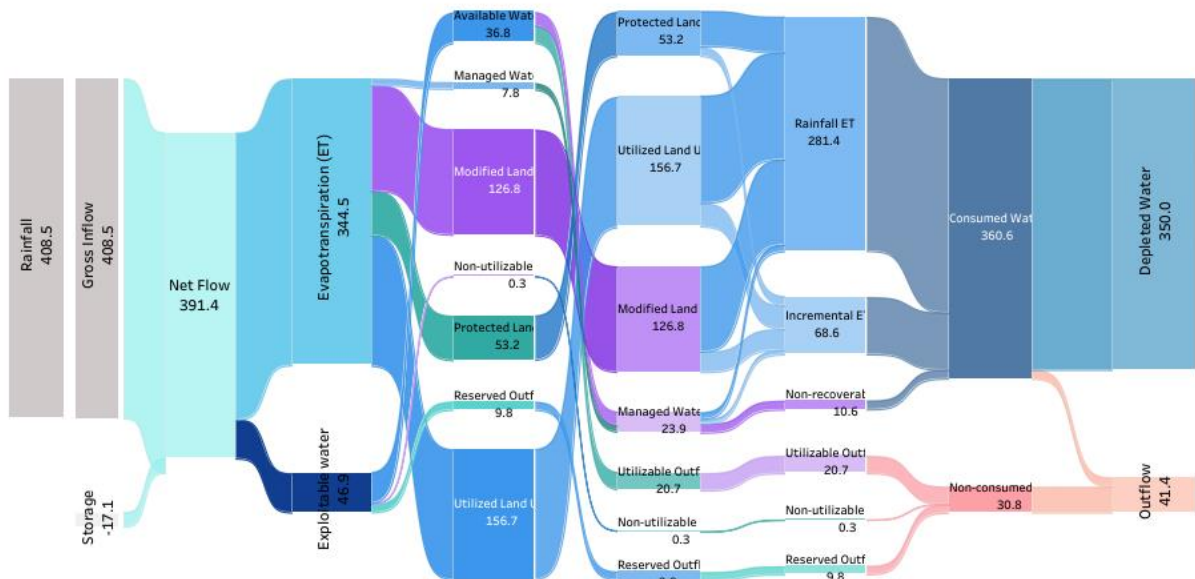 Rainfall
408.5
Gross Inflow
408.5
Storage
-17.1
Net Flow
391.4
Evapotranspiration (ET)
344.5
Exploitable water
46.9
Available Wat
36.8
Managed Wat
7.8
Modified Land
126.8
Non-utilizable
0.3
Protected Lan
53.2
Reserved Outf
9.8
Utilized Land U
156.7
Protected Land
53.2
Utilized Land U
156.7
Modified Land
126.8
Managed Wate
23.9
Utilizable Outf
20.7
Non-utilizable
0.3
Reserved Outfl
Rainfall ET
281.4
Incremental E
68.6
Non-recoverat
10.6
Utilizable Outf
20.7
Non-utilizable
0.3
Reserved Outf
9.8
Consumed Wat
360.6
Non-consumed
30.8
Depleted Water
350.0
Outflow
41.4